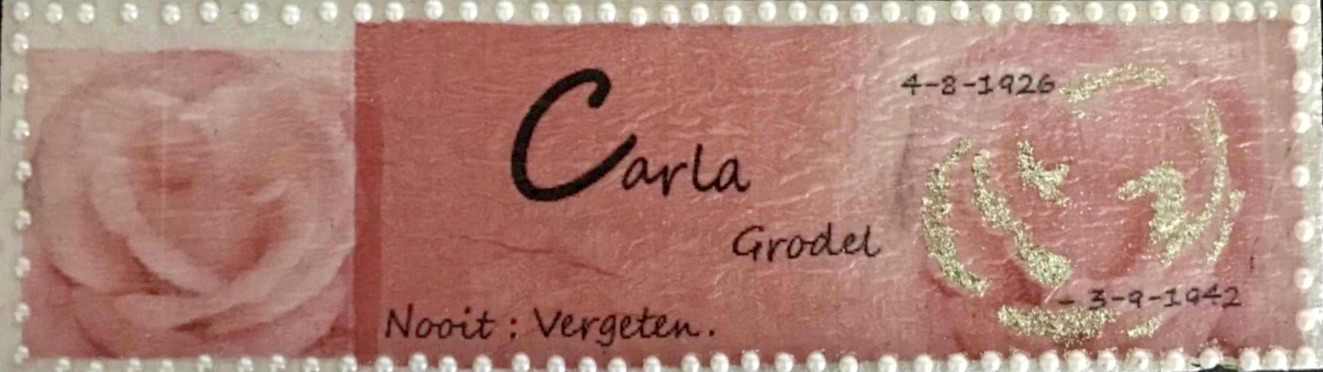 4-8-1926
Carla
Grodel
- 3-9-1942
Nooit : Vergeten.